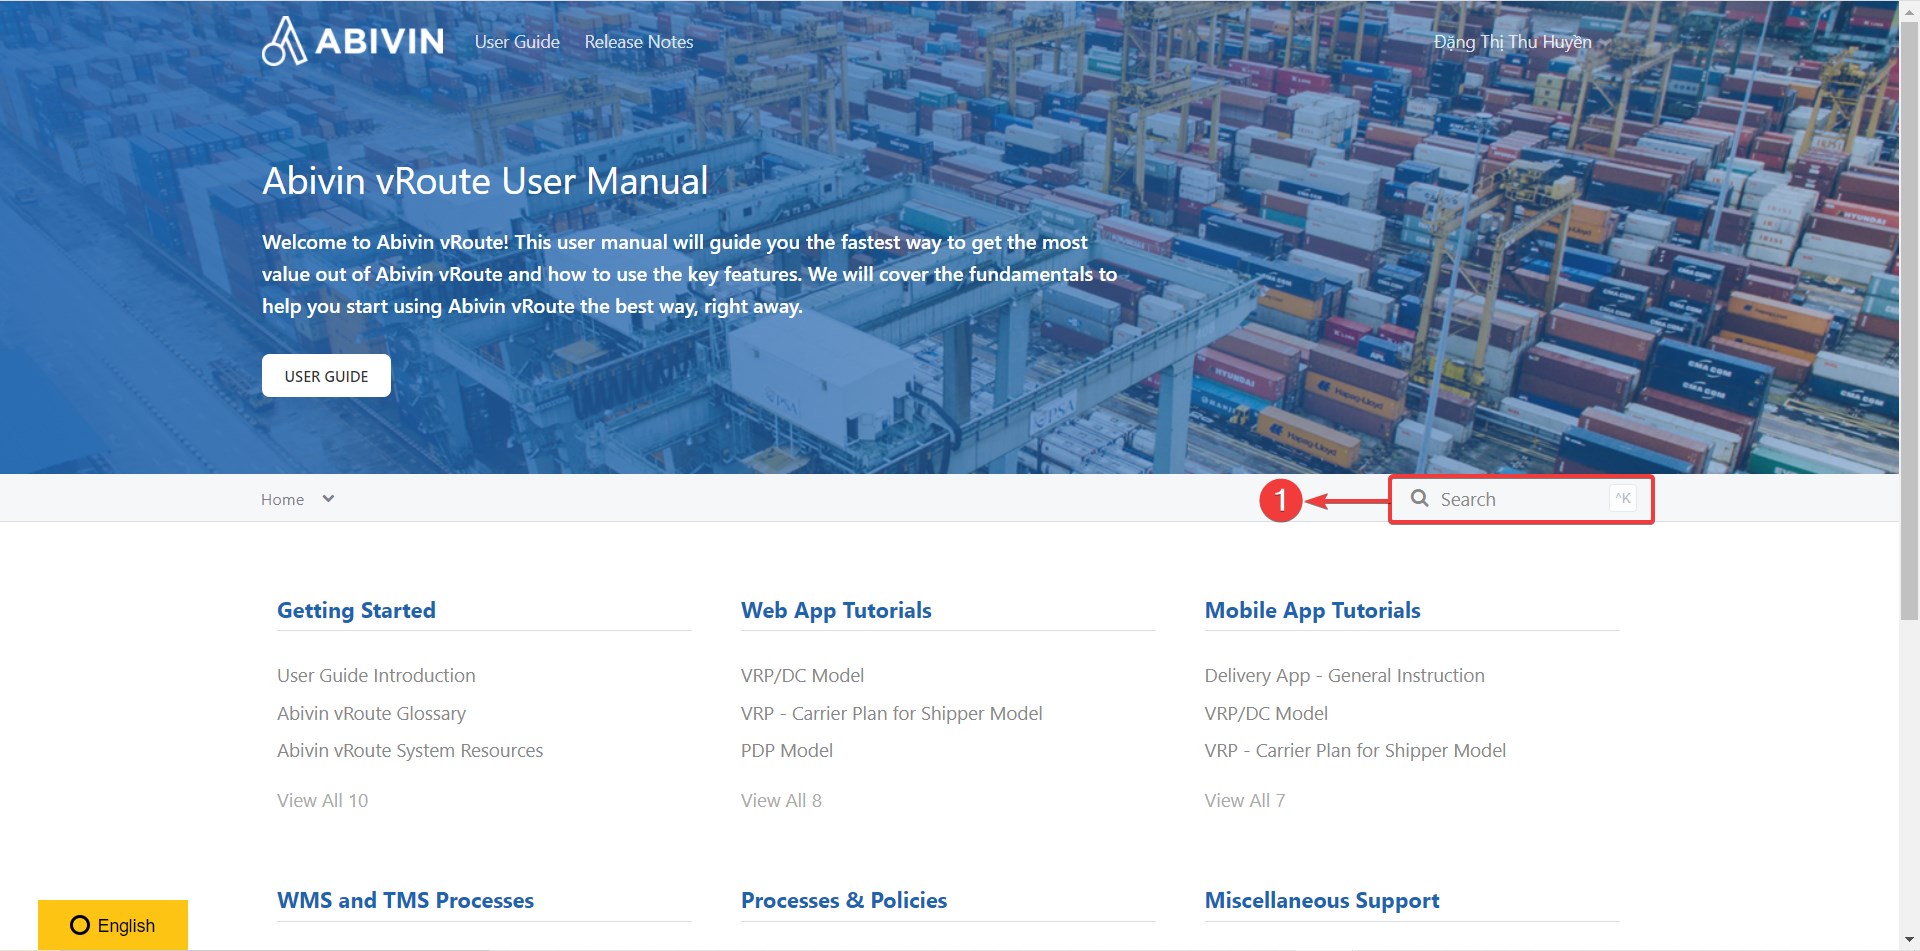 ABIVIN
User Guide
Release Notes
Đặng Thị Thu Huyền
Abivin vRoute User Manual
Welcome to Abivin vRoute! This user manual will guide you the fastest way to get the most
value out of Abivin vRoute and how to use the key features. We will cover the fundamentals to
help you start using Abivin vRoute the best way, right away.
USER GUIDE
Home
1
Search
^K
Getting Started
User Guide Introduction
Abivin vRoute Glossary
Abivin vRoute System Resources
View All 10
Web App Tutorials
VRP/DC Model
VRP - Carrier Plan for Shipper Model
PDP Model
View All 8
Mobile App Tutorials
Delivery App - General Instruction
VRP/DC Model
VRP - Carrier Plan for Shipper Model
View All 7
WMS and TMS Processes
Processes & Policies
Miscellaneous Support
English